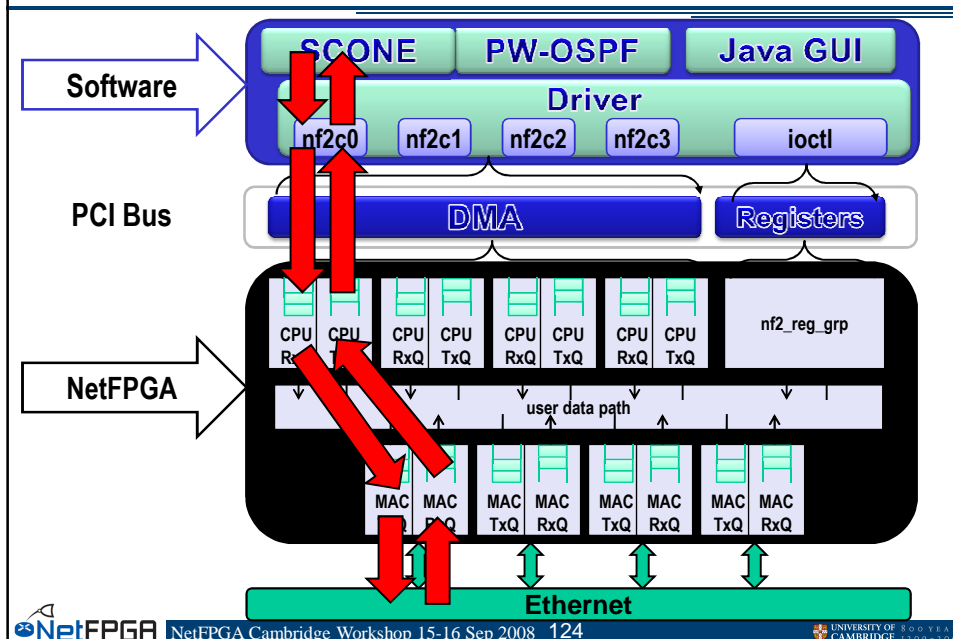 SCONE PW-OSPF Java GUI
Software
Driver
nf2c0 nf2c1 nf2c2 nf2c3 ioctl
PCI Bus
DMA Registers
CPU CPU CPU CPU CPU CPU CPU CPU
RxQ TxQ RxQ TxQ RxQ TxQ
nf2_reg_grp
NetFPGA
user data path
MAC MAC MAC MAC MAC MAC MAC MAC
TxQ RxQ TxQ RxQ TxQ RxQ
Ethernet
NetFPGA NetFPGA Cambridge Workshop 15-16 Sep 2008 124
UNIVERSITY OF
CAMBRIDGE